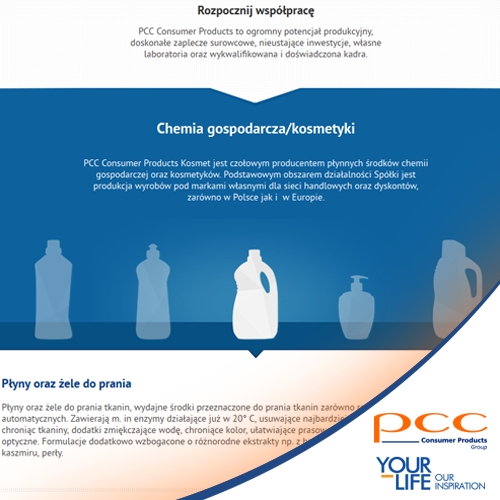 Rozpocznij współpracę
PCC Consumer Products to ogromny potencjał produkcyjny,
doskonałe zaplecze surowcowe, nieustające inwestycje, własne
laboratoria oraz wykwalifikowana i doświadczona kadra.
Chemia gospodarcza/kosmetyki
PCC Consumer Products Kosmet jest czołowym producentem płynnych środków chemii
gospodarczej oraz kosmetyków. Podstawowym obszarem działalności Spółki jest
produkcja wyrobów pod markami własnymi dla sieci handlowych oraz dyskontów,
zarówno w Polsce jak i w Europie.
Płyny oraz żele do prania
Płyny oraz żele do prania tkanin, wydajne środki przeznaczone do prania tkanin zarówno
automatycznych. Zawierają m. in enzymy działające już w 20° C, usuwające najbardziej
chroniąc tkaniny, dodatki zmiękczające wodę, chroniące kolor, ułatwiające
optyczne. Formulacje dodatkowo wzbogacone o różnorodne ekstrakty np. z
kaszmiru, perły.
pcc
Consumer Products
Group
YOUR LIFE OUR INSPIRATION